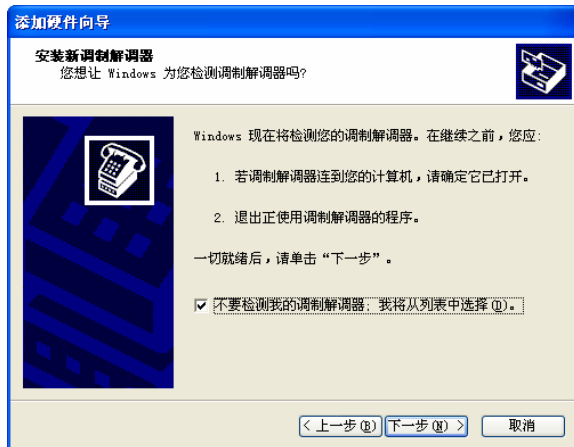 添加硬件向导
安装新调制解调器
您想让 Windows 为您检测调制解调器吗?
Windows 现在将检测您的调制解调器。在继续之前，您应:
1. 若调制解调器连到您的计算机，请确定它已打开。
2. 退出正使用调制解调器的程序。
一切就绪后，请单击“下一步”。
不要检测我的调制解调器; 我将从列表中选择(D)。
< 上一步(B) 下一步(N) > 取消